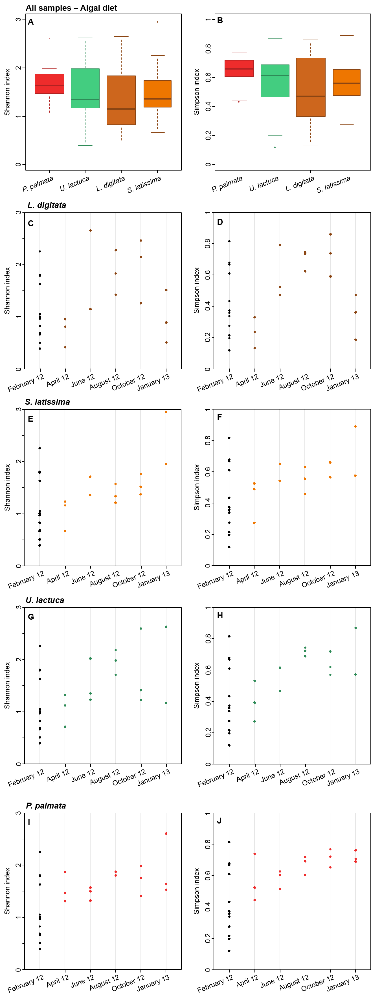 All samples – Algal diet
A
B
Shannon index
0
1
2
3
Simpson index
0
0.2
0.4
0.6
0.8
1
P. palmata
U. lactuca
L. digitata
S. latissima
P. palmata
U. lactuca
L. digitata
S. latissima
L. digitata
C
D
Shannon index
0
1
2
3
Simpson index
0
0.2
0.4
0.6
0.8
1
February 12
April 12
June 12
August 12
October 12
January 13
February 12
April 12
June 12
August 12
October 12
January 13
S. latissima
E
F
Shannon index
0
1
2
3
Simpson index
0
0.2
0.4
0.6
0.8
1
February 12
April 12
June 12
August 12
October 12
January 13
February 12
April 12
June 12
August 12
October 12
January 13
U. lactuca
G
H
Shannon index
0
1
2
3
Simpson index
0
0.2
0.4
0.6
0.8
1
February 12
April 12
June 12
August 12
October 12
January 13
February 12
April 12
June 12
August 12
October 12
January 13
P. palmata
I
J
Shannon index
0
1
2
3
Simpson index
0
0.2
0.4
0.6
0.8
1
February 12
April 12
June 12
August 12
October 12
January 13
February 12
April 12
June 12
August 12
October 12
January 13